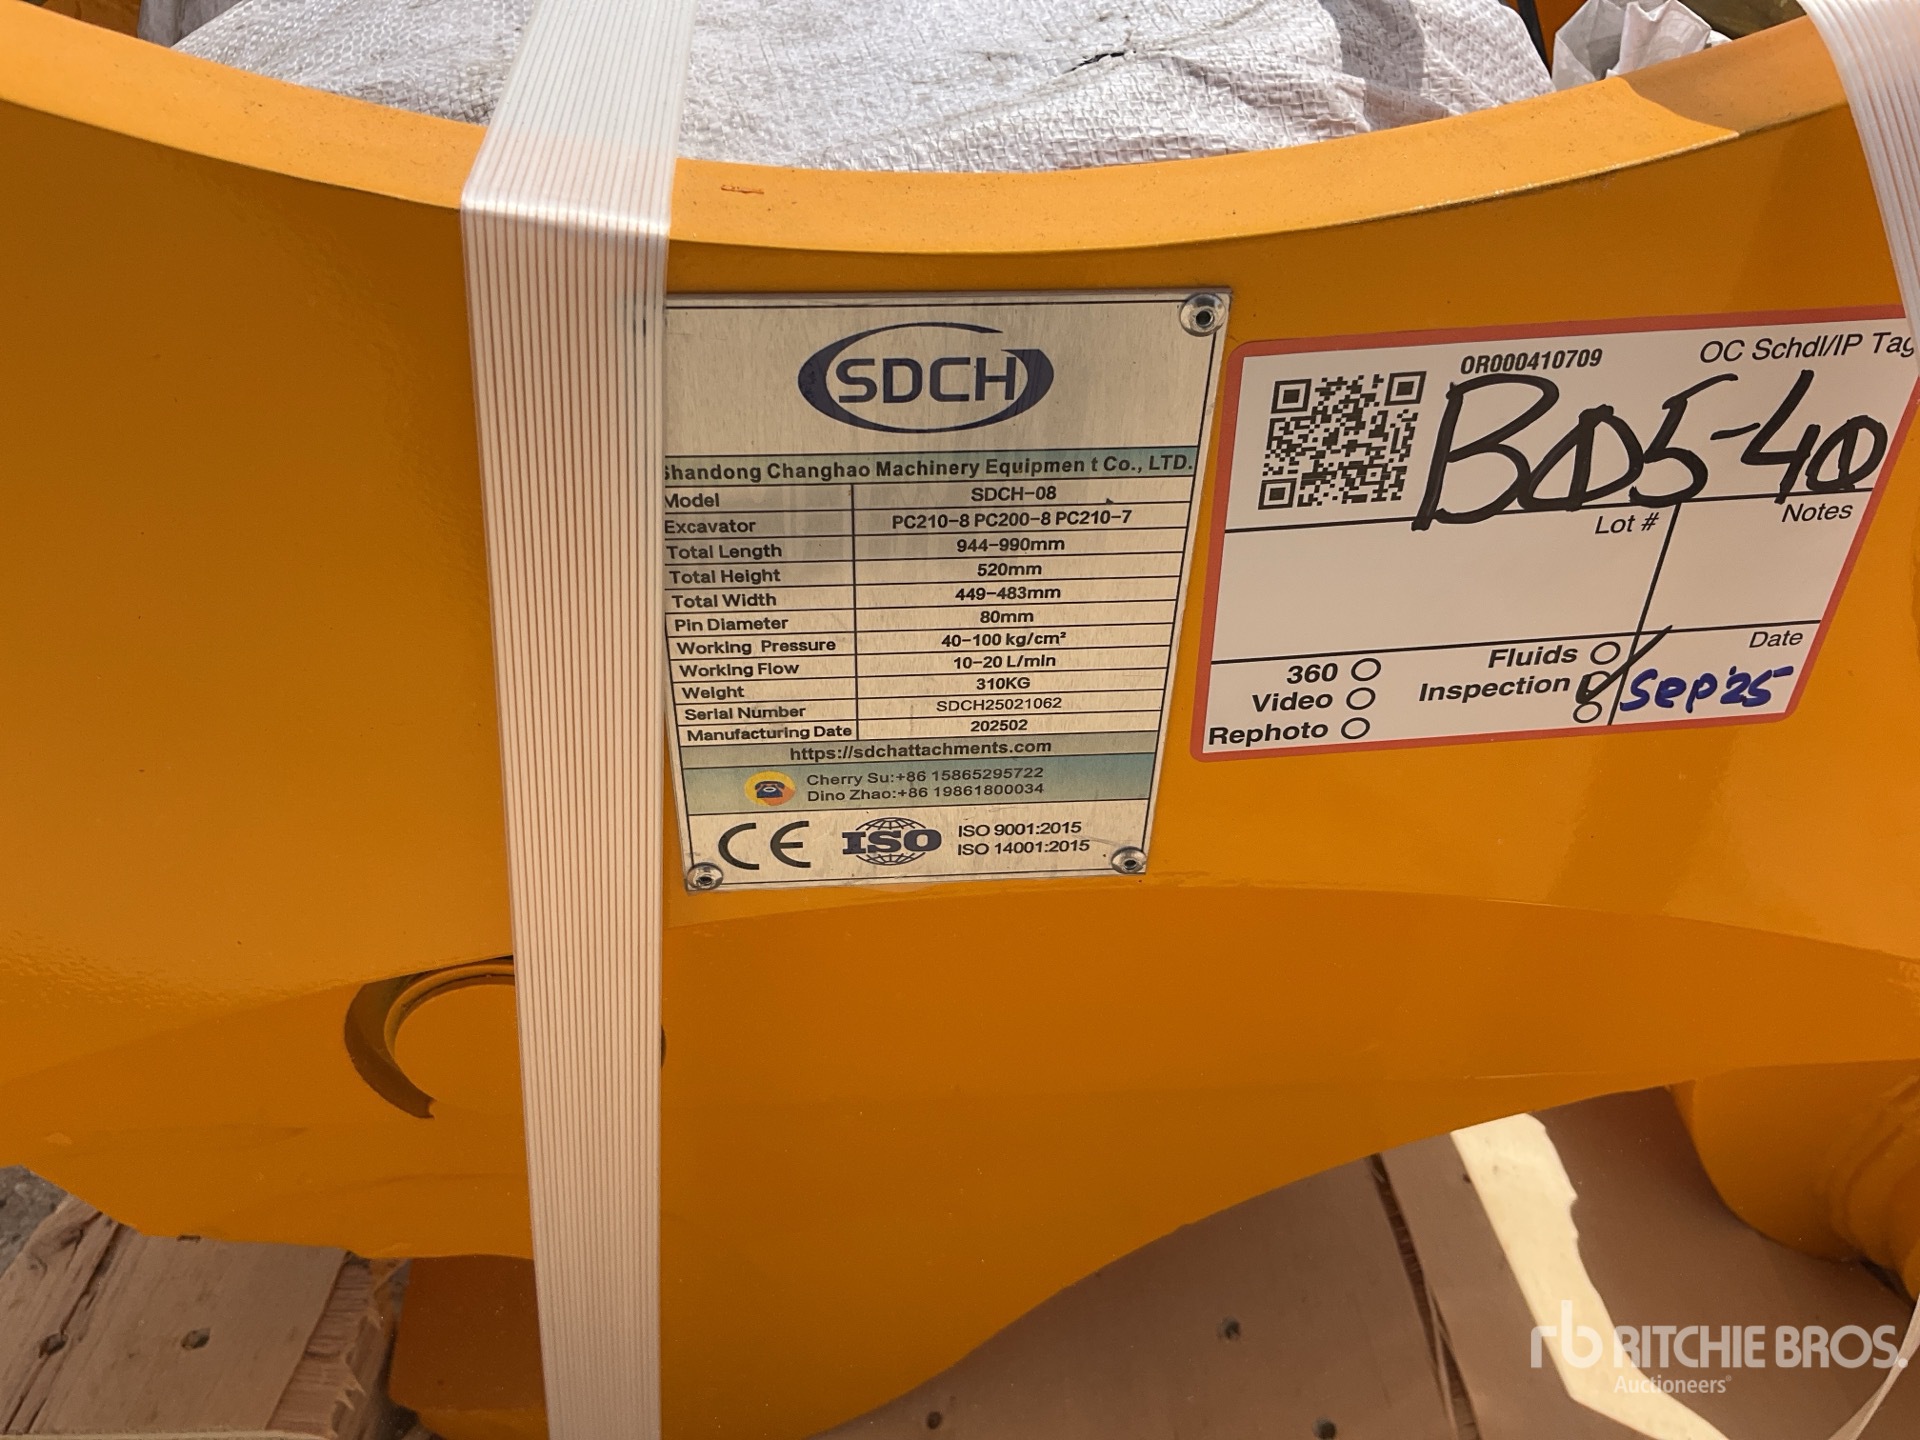 SDCH
Shandong Changhao Machinery Equipmen t Co., LTD.
Model SDCH-08
Excavator PC210-8 PC200-8 PC210-7
Total Length 944-990mm
Total Height 520mm
Total Width 449-483mm
Pin Diameter 80mm
Working Pressure 40-100 kg/cm²
Working Flow 10-20 L/min
Weight 310KG
Serial Number SDCH25021062
Manufacturing Date 202502
https://sdchattachments.com
Cherry Su:+86 15865295722
Dino Zhao:+86 19861800034
CE ISO ISO 9001:2015
ISO 14001:2015
OR000410709 OC Schdl/IP Tag
B05-40
Lot # Notes
Date
360 Fluids
Video Inspection Sep'25
Rephoto
rb RITCHIE BROS.
Auctioneers